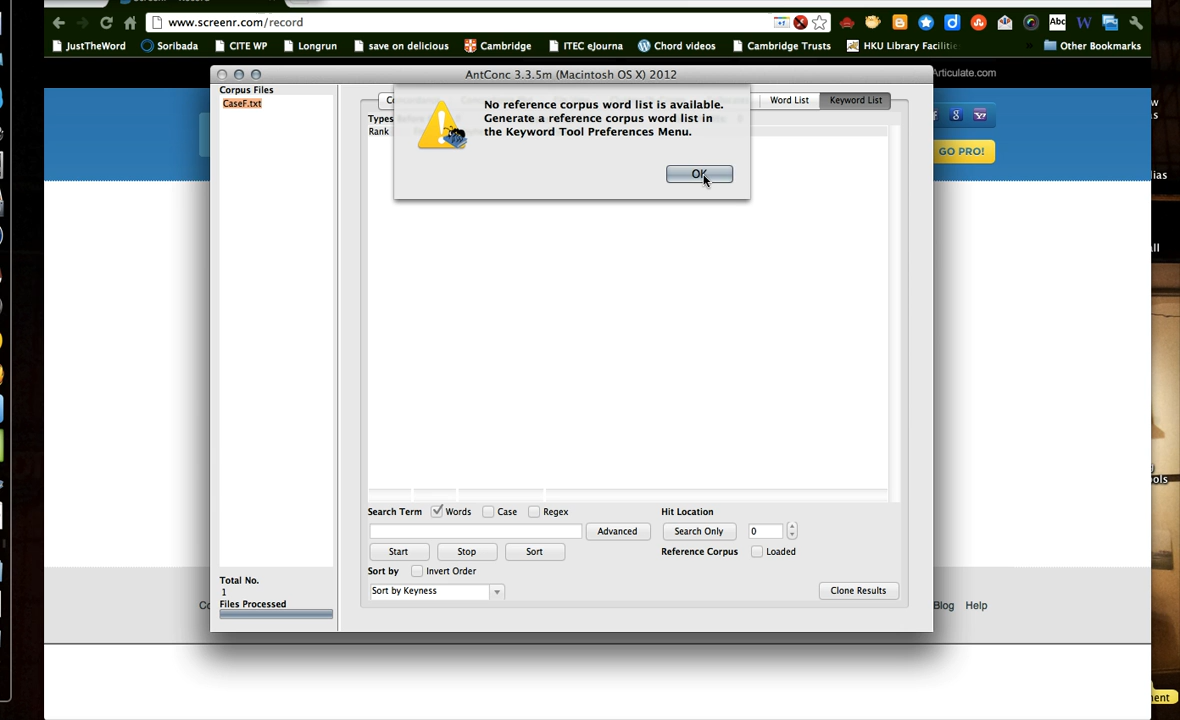 www.screenr.com/record
Abc
W
JustTheWord
Soribada
CITE WP
Longrun
save on delicious
Cambridge
ITEC eJourna
Chord videos
Cambridge Trusts
HKU Library Facilitie
»
Other Bookmarks
AntConc 3.3.5m (Macintosh OS X) 2012
Articulate.com
Corpus Files
CaseF.txt
No reference corpus word list is available.
Generate a reference corpus word list in
the Keyword Tool Preferences Menu.
OK
Word List
Keyword List
Types
Rank
GO PRO!
Search Term
Words
Case
Regex
Hit Location
Advanced
Search Only
0
Start
Stop
Sort
Reference Corpus
Loaded
Sort by
Invert Order
Sort by Keyness
Clone Results
Total No.
1
Files Processed
Blog
Help